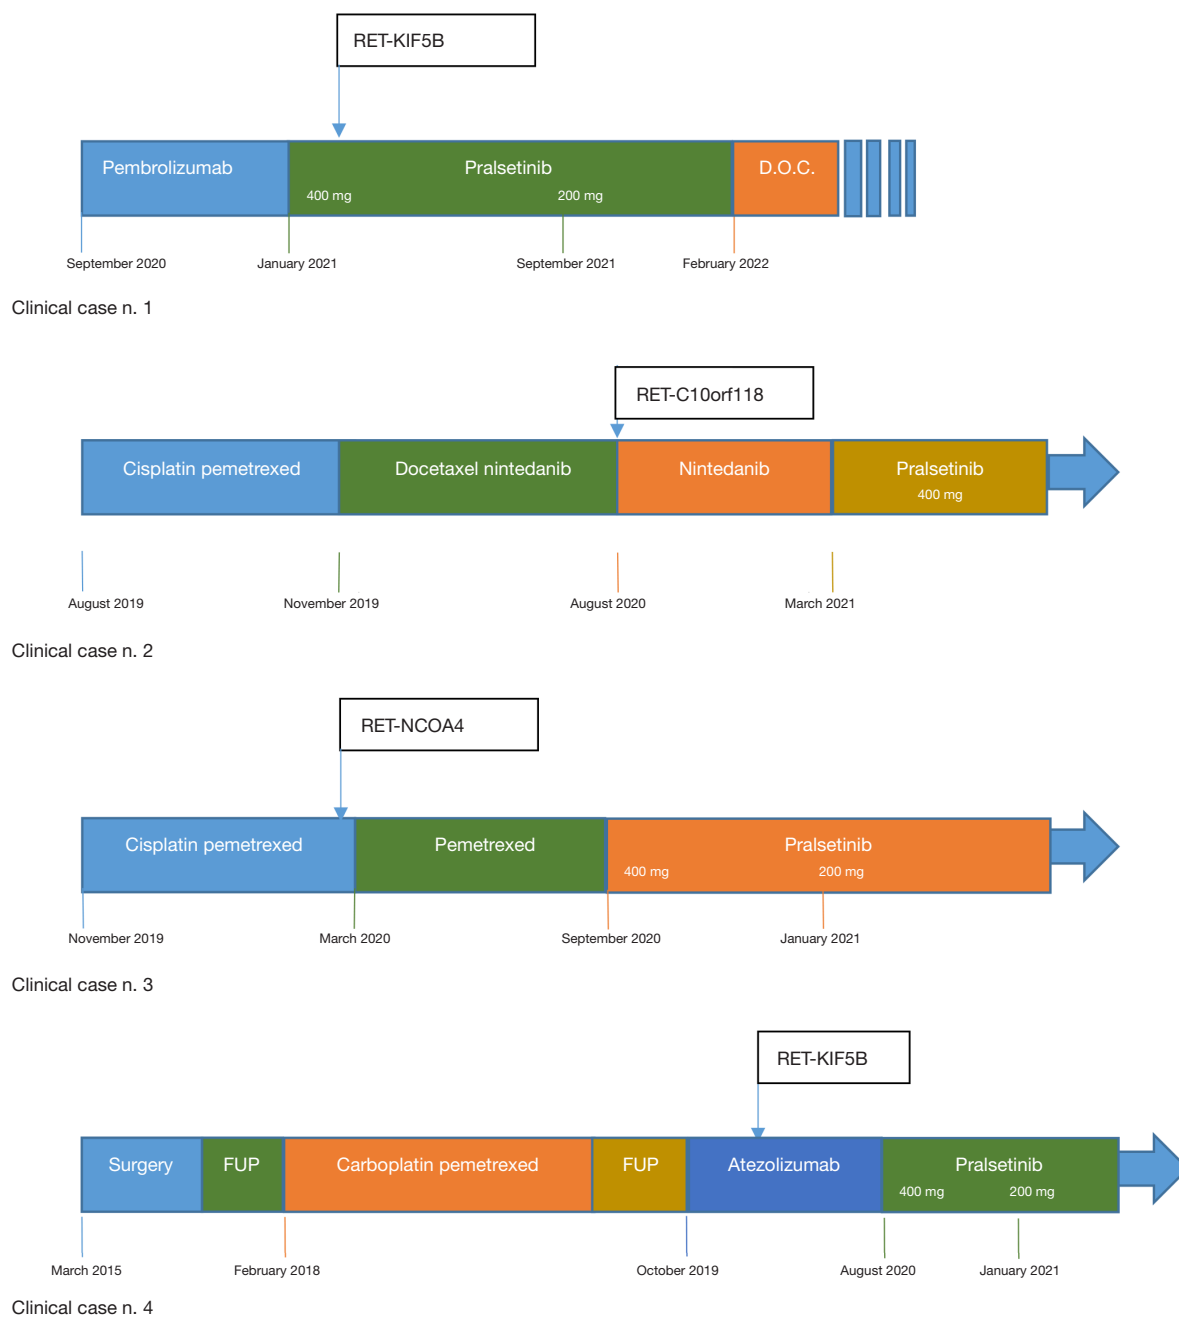 RET-KIF5B
Pembrolizumab
Pralsetinib
D.O.C.
400 mg
200 mg
September 2020
January 2021
September 2021
February 2022
Clinical case n. 1
RET-C10orf118
Cisplatin pemetrexed
Docetaxel nintedanib
Nintedanib
Pralsetinib
400 mg
August 2019
November 2019
August 2020
March 2021
Clinical case n. 2
RET-NCOA4
Cisplatin pemetrexed
Pemetrexed
Pralsetinib
400 mg
200 mg
November 2019
March 2020
September 2020
January 2021
Clinical case n. 3
RET-KIF5B
Surgery
FUP
Carboplatin pemetrexed
FUP
Atezolizumab
Pralsetinib
400 mg
200 mg
March 2015
February 2018
October 2019
August 2020
January 2021
Clinical case n. 4